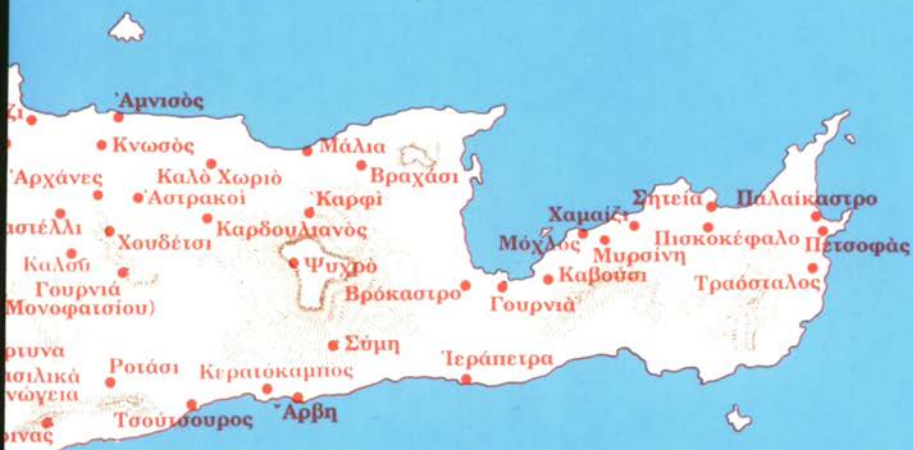 Ἀμνισὸς
Κνωσὸς
Μάλια
Καλὸ Χωριὸ
Βραχάσι
Ἀρχάνες
Ἀστρακοὶ
Καρφὶ
Σητεία
Παλαίκαστρο
Χαμαίζι
Καρδουλιανὸς
Χουδέτσι
Μόχλος
Μυρσίνη
Πισκοκέφαλο
Πετσοφὰς
Καλοῦ
Ψυχρὸ
Καβούσι
Τραόσταλος
Γουρνιὰ
Μονοφατσίου)
Βρόκαστρο
Γουρνιὰ
Σύμη
Ἱεράπετρα
Ροτάσι
Κερατόκαμπος
Τσούτσουρος
Ἄρβη